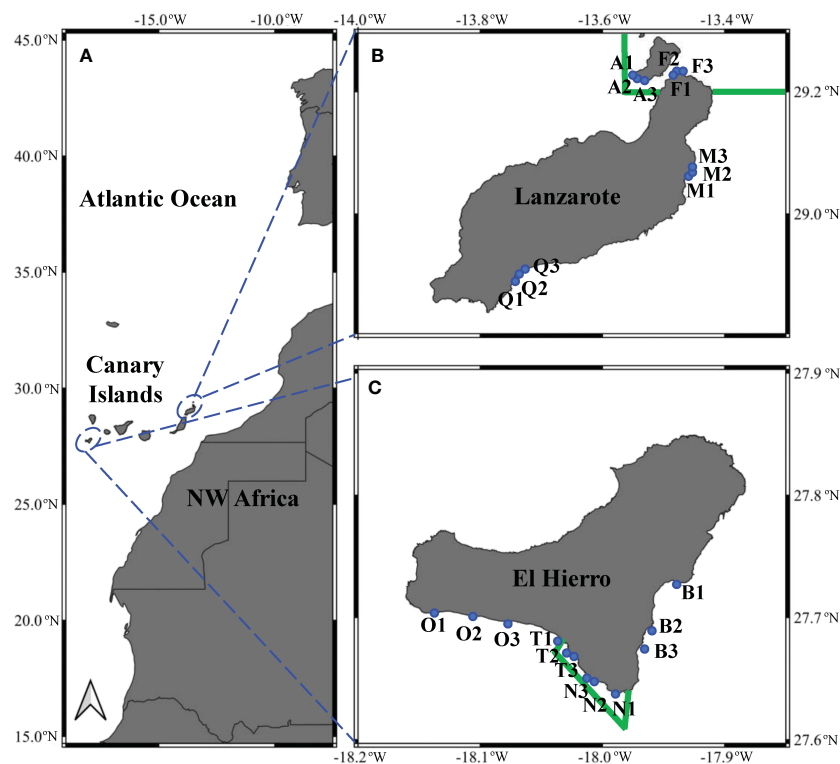 -15.0° -10.0° -14.0°N -13.8° -13.6° -13.4°
45.0°N
40.0°N
35.0°N
30.0°N
25.0°N
20.0°N
15.0°N
A
Atlantic Ocean
Canary
Islands
NW Africa
B
A1
A2
A3
F2
F3
F1
29.2°N
M3
M2
M1
Lanzarote
29.0°N
Q3
Q2
Q1
C
27.9°N
27.8°N
El Hierro
B1
27.7°N
B2
B3
O1
O2
O3
T1
T2
T3
N3
N2
N1
27.6°N
-18.2° -18.1° -18.0° -17.9°